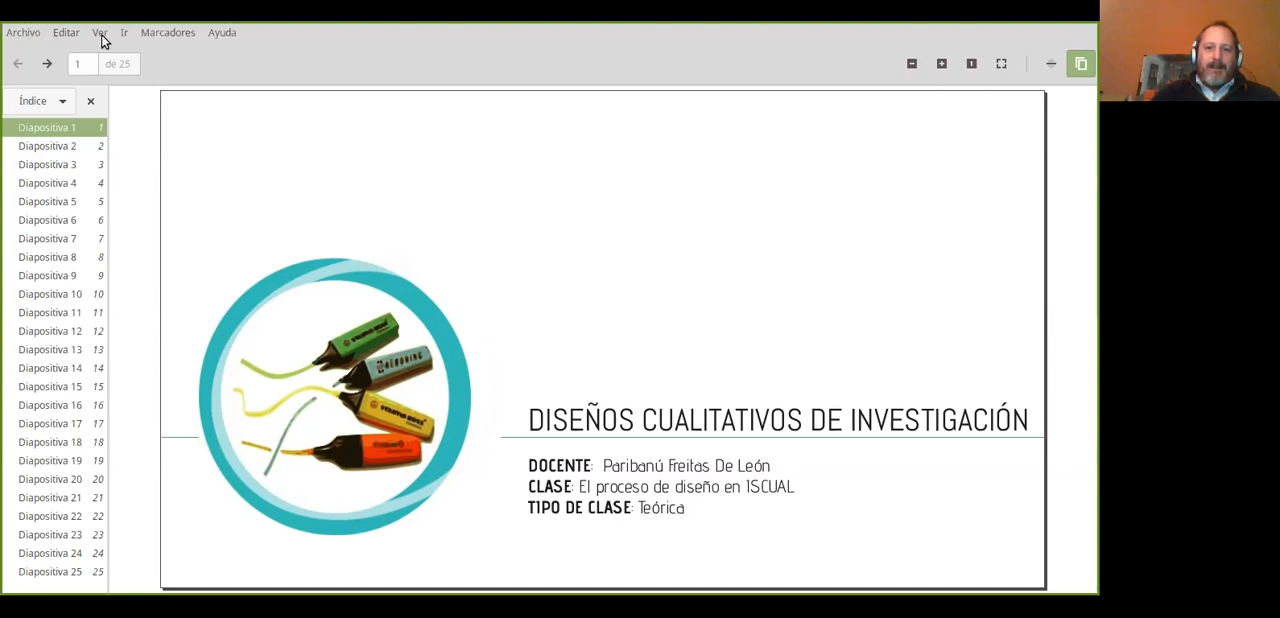 Archivo Editar Ver Ir Marcadores Ayuda
1 de 25
Índice
Diapositiva 1 1
Diapositiva 2 2
Diapositiva 3 3
Diapositiva 4 4
Diapositiva 5 5
Diapositiva 6 6
Diapositiva 7 7
Diapositiva 8 8
Diapositiva 9 9
Diapositiva 10 10
Diapositiva 11 11
Diapositiva 12 12
Diapositiva 13 13
Diapositiva 14 14
Diapositiva 15 15
Diapositiva 16 16
Diapositiva 17 17
Diapositiva 18 18
Diapositiva 19 19
Diapositiva 20 20
Diapositiva 21 21
Diapositiva 22 22
Diapositiva 23 23
Diapositiva 24 24
Diapositiva 25 25
DISEÑOS CUALITATIVOS DE INVESTIGACIÓN
DOCENTE: Paribanú Freitas De León
CLASE: El proceso de diseño en ISCUAL
TIPO DE CLASE: Teórica